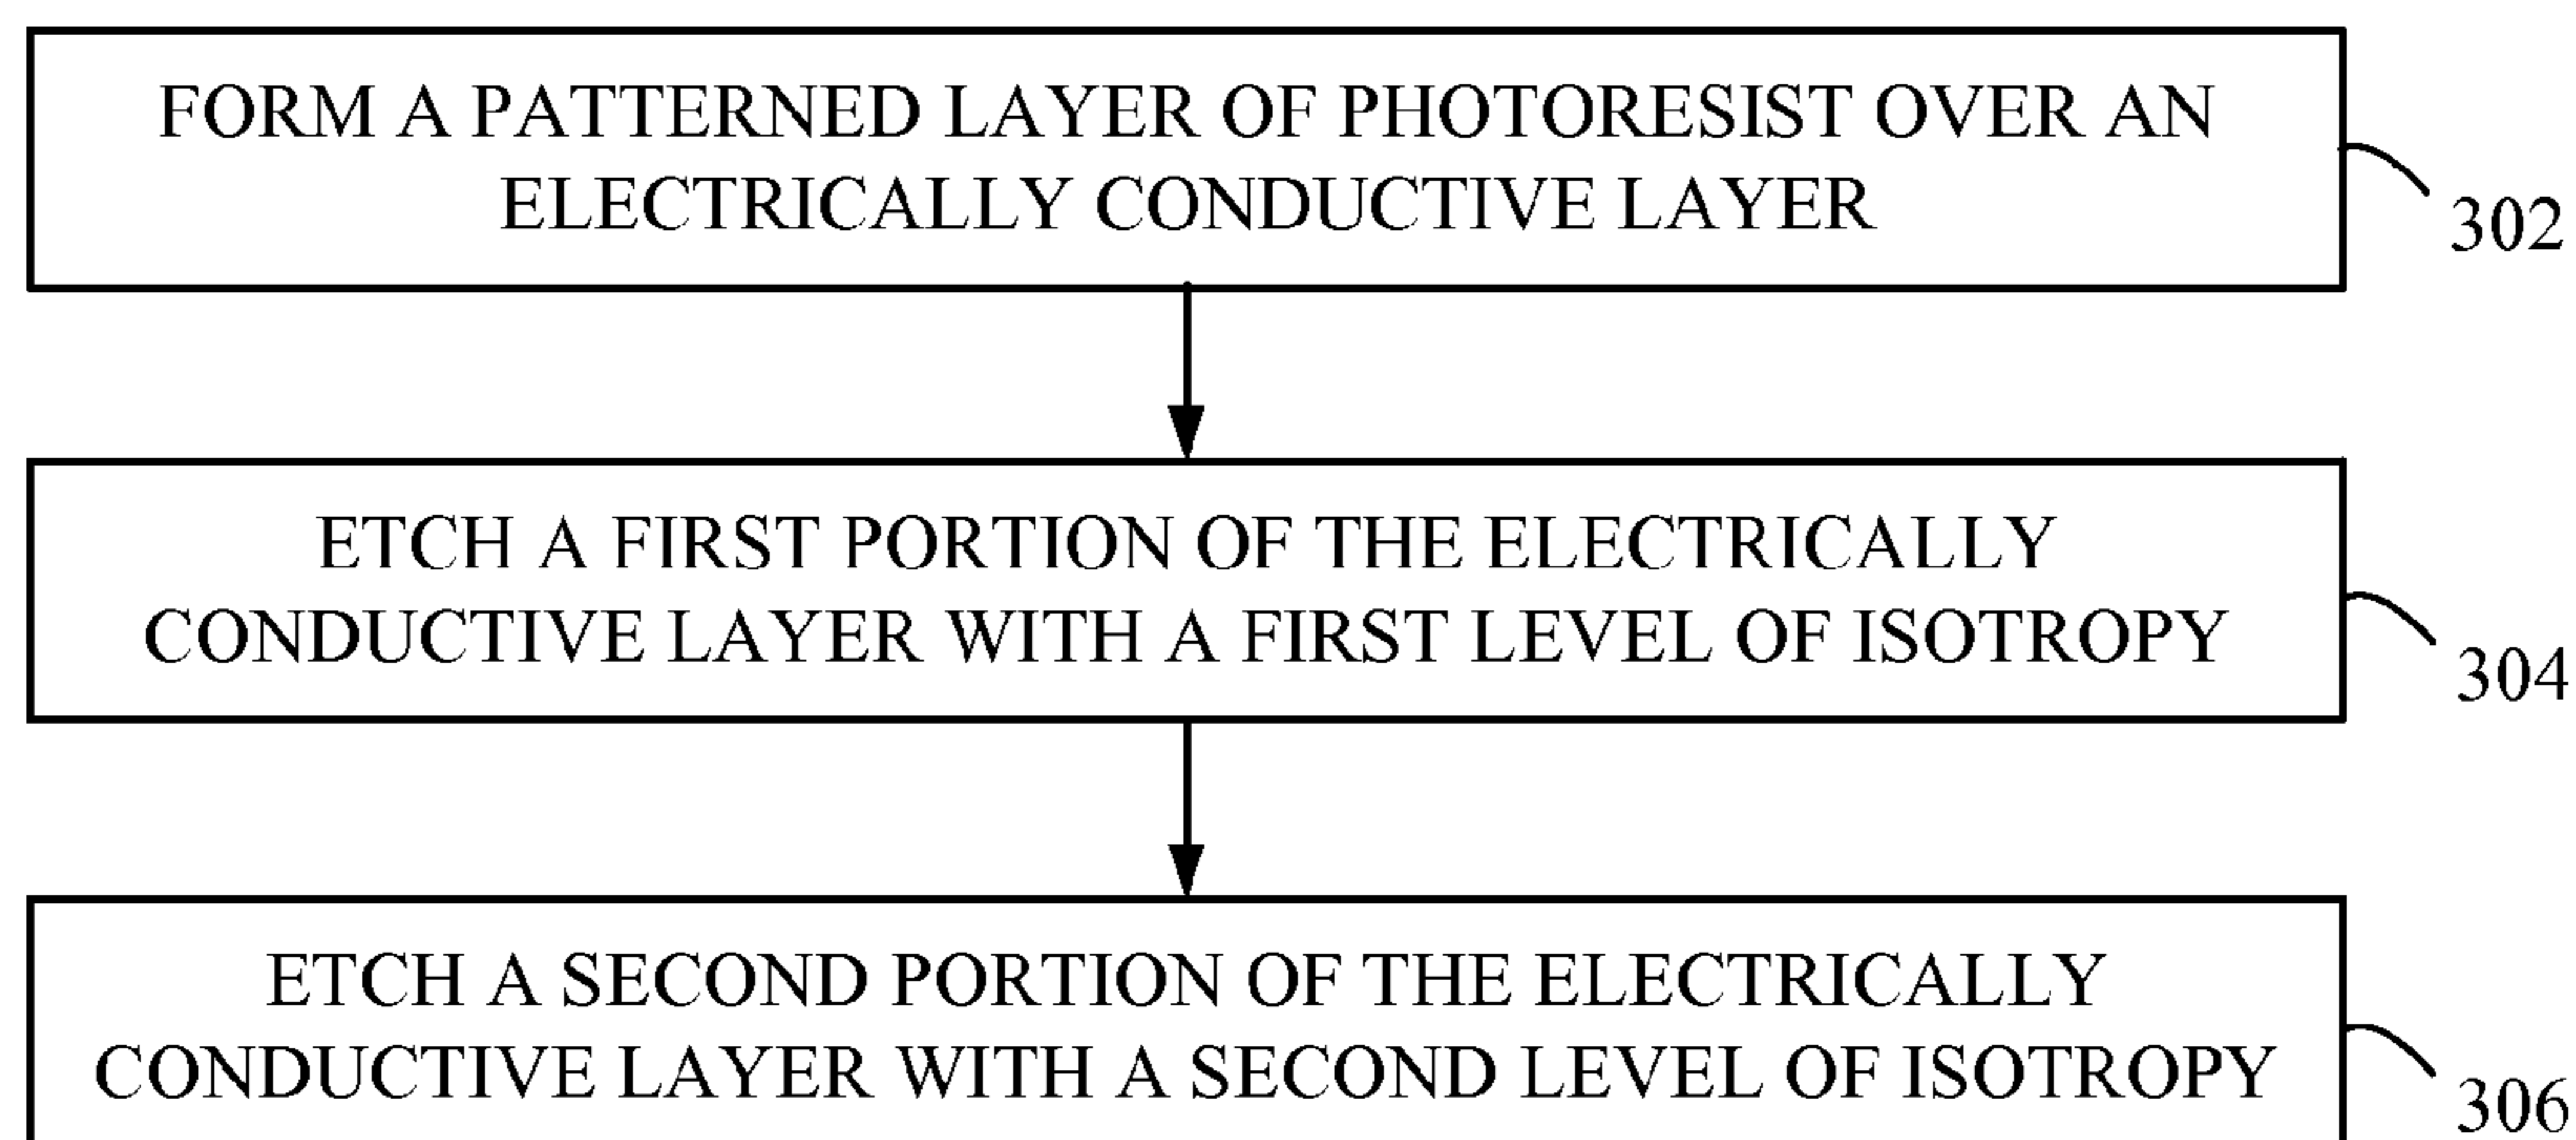 FORM A PATTERNED LAYER OF PHOTORESIST OVER AN
ELECTRICALLY CONDUCTIVE LAYER
302
ETCH A FIRST PORTION OF THE ELECTRICALLY
CONDUCTIVE LAYER WITH A FIRST LEVEL OF ISOTROPY
304
ETCH A SECOND PORTION OF THE ELECTRICALLY
CONDUCTIVE LAYER WITH A SECOND LEVEL OF ISOTROPY
306